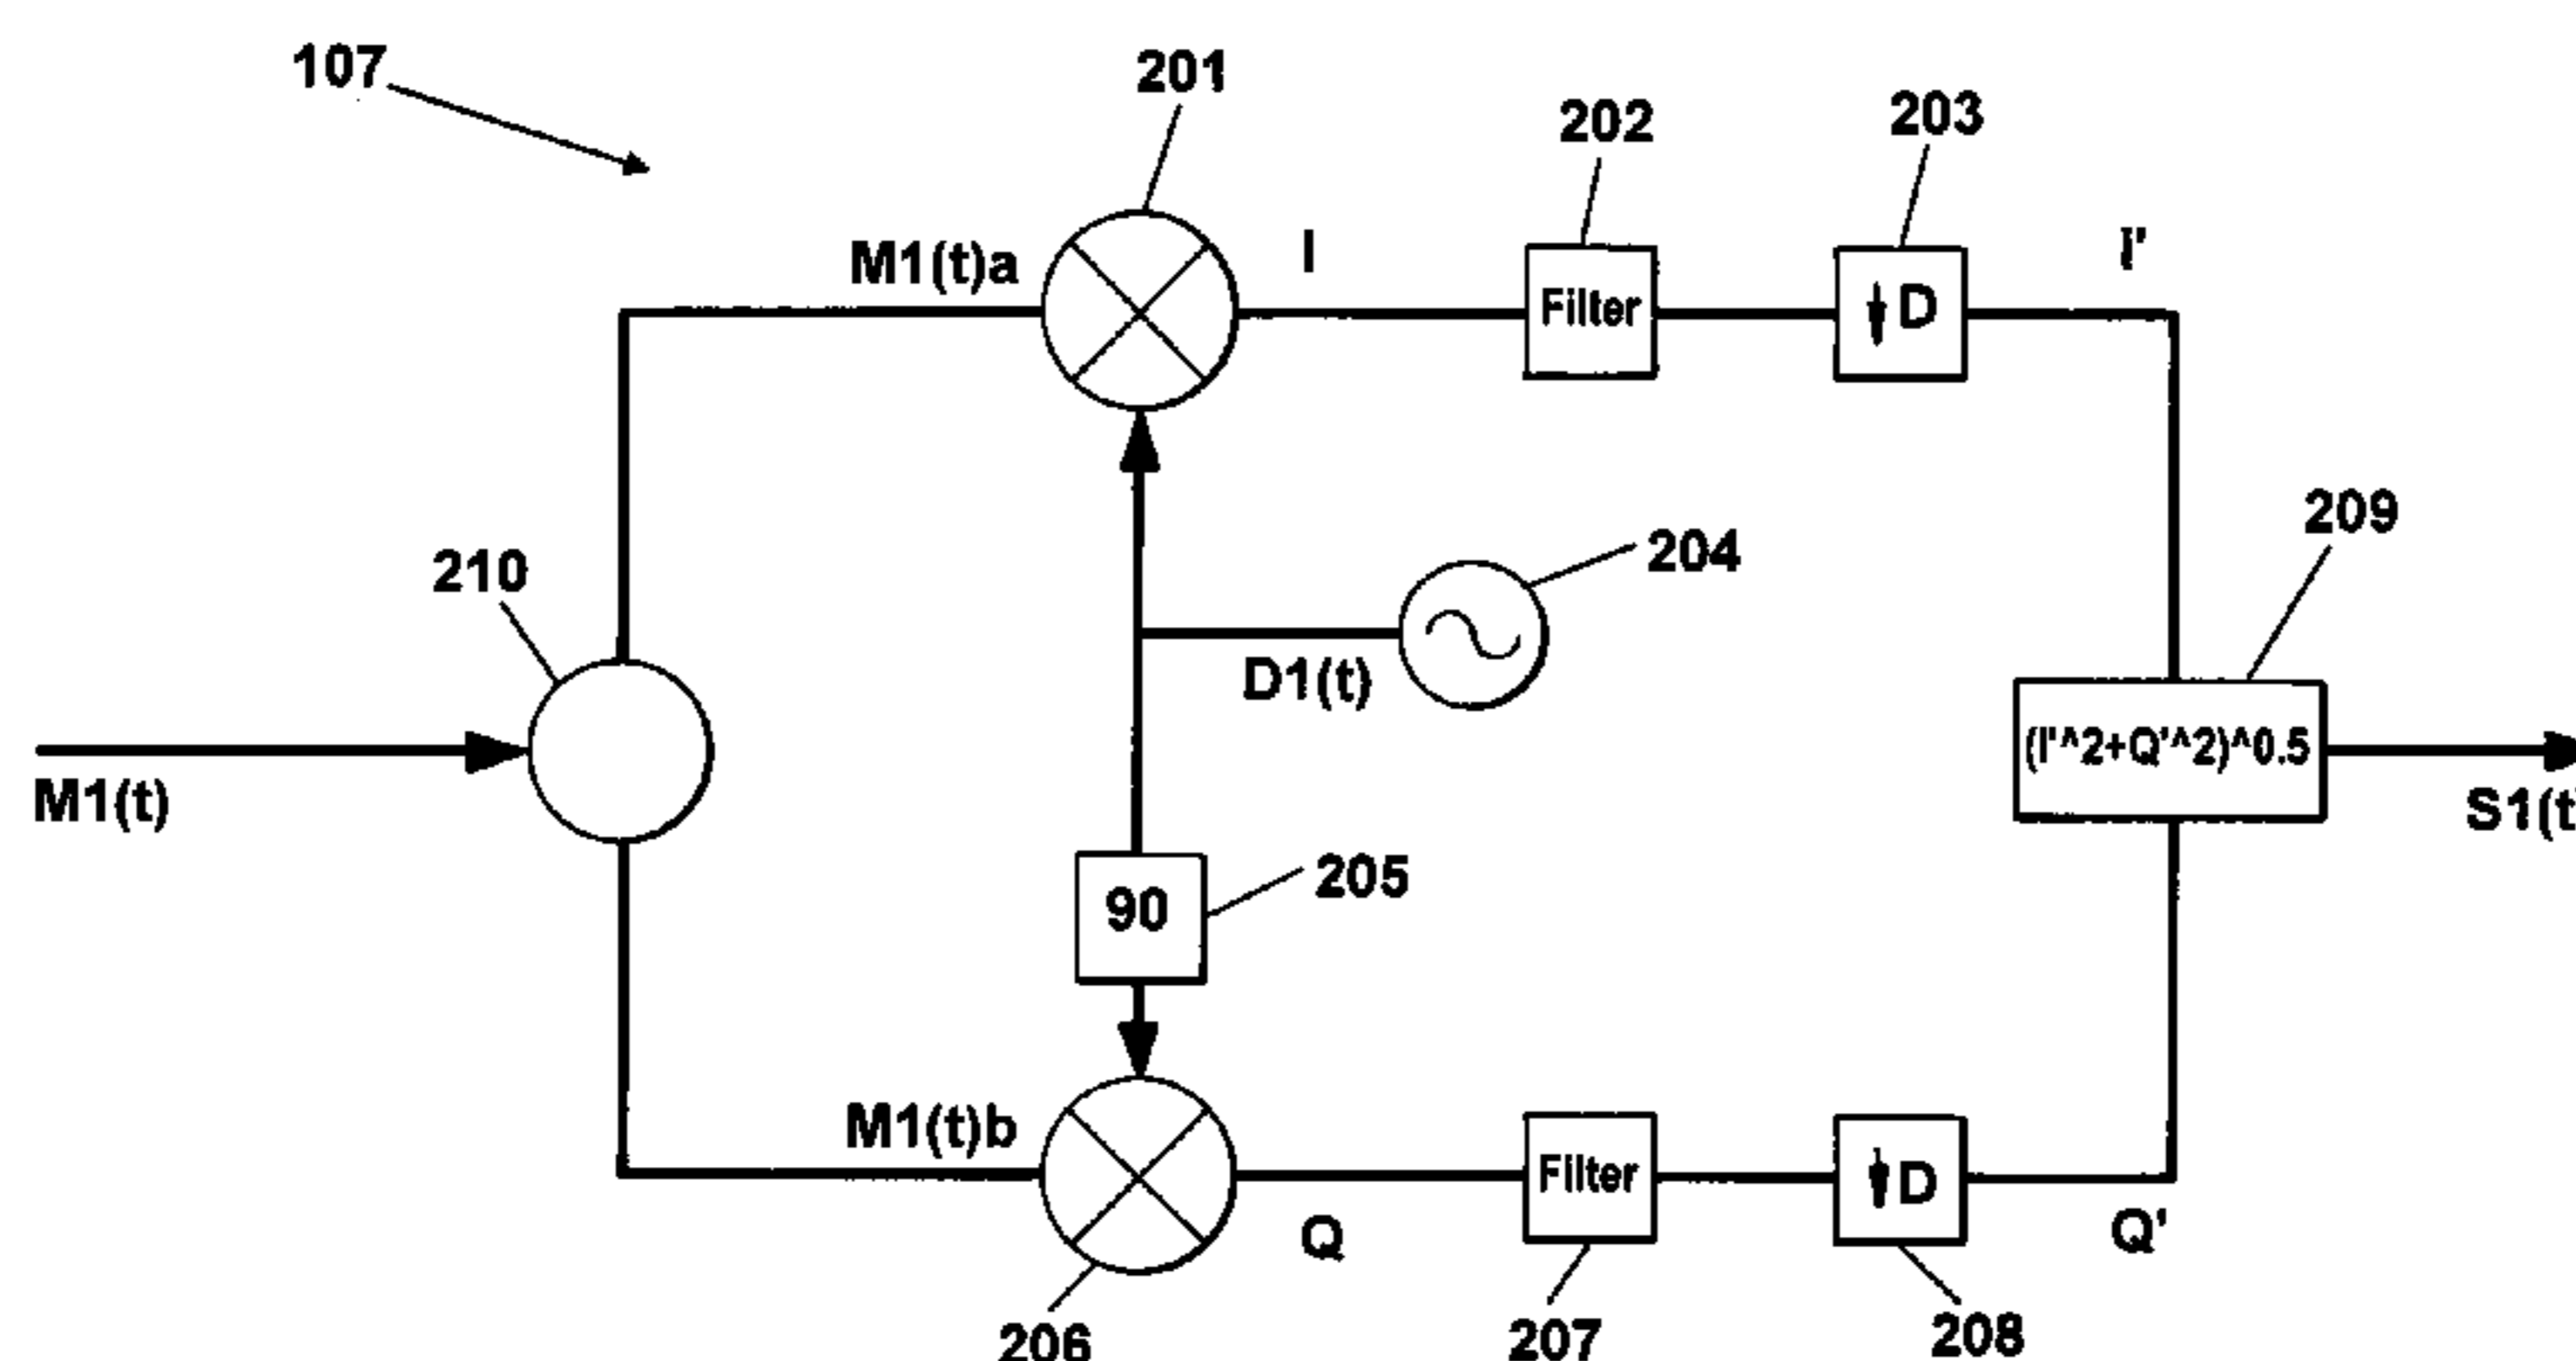 107
201
202
203
M1(t)a
I
I'
Filter
D
209
204
210
D1(t)
(I'^2+Q'^2)^0.5
M1(t)
S1(t
90
205
M1(t)b
Filter
D
Q
Q'
206
207
208